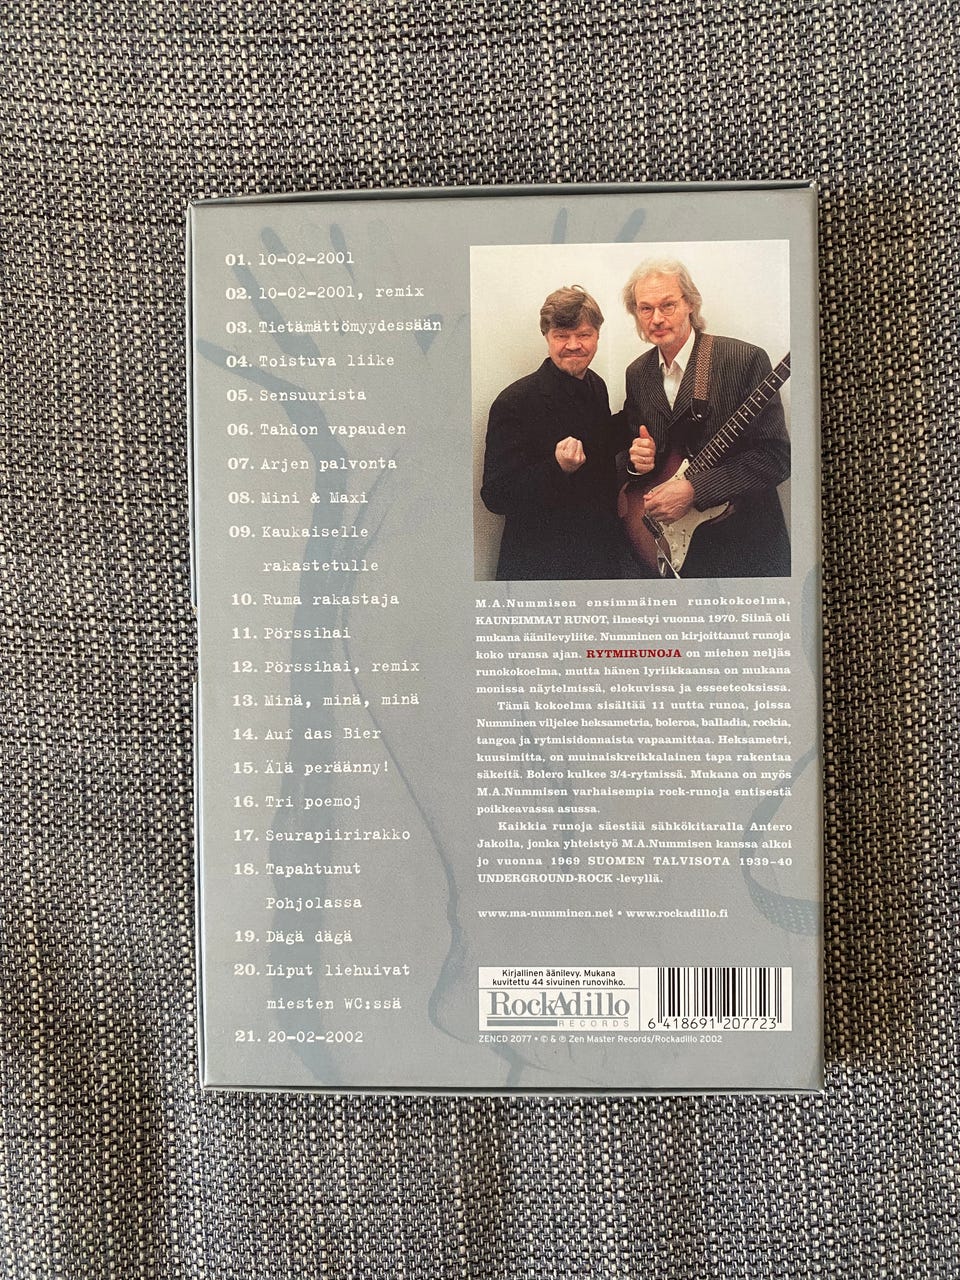 01. 10-02-2001
02. 10-02-2001, remix
03. Tietämättömyydessään
04. Toistuva liike
05. Sensuurista
06. Tahdon vapauden
07. Arjen palvonta
08. Mini & Maxi
09. Kaukaiselle
rakastetulle
10. Ruma rakastaja
11. Pörssihai
12. Pörssihai, remix
13. Minä, minä, minä
14. Auf das Bier
15. Älä peräänny!
16. Tri poemoj
17. Seurapiirirakko
18. Tapahtunut
Pohjolassa
19. Dägä dägä
20. Liput liehuivat
miesten WC:ssä
21. 20-02-2002
M.A.Nummisen ensimmäinen runokokoelma,
KAUNEIMMAT RUNOT, ilmestyi vuonna 1970. Siinä oli
mukana äänilevyliite. Numminen on kirjoittanut runoja
koko uransa ajan. RYTMIRUNOJA on miehen neljäs
runokokoelma, mutta hänen lyriikkaansa on mukana
monissa näytelmissä, elokuvissa ja esseeteoksissa.
Tämä kokoelma sisältää 11 uutta runoa, joissa
Numminen viljelee heksametria, boleroa, balladia, rockia,
tangoa ja rytmisidonnaista vapaamittaa. Heksametri,
kuusimitta, on muinaiskreikkalainen tapa rakentaa
säkeitä. Bolero kulkee 3/4-rytmissä. Mukana on myös
M.A.Nummisen varhaisempia rock-runoja entisestä
poikkeavassa asussa.
Kaikkia runoja säestää sähkökitaralla Antero
Jakoila, jonka yhteistyö M.A.Nummisen kanssa alkoi
jo vuonna 1969 SUOMEN TALVISOTA 1939-40
UNDERGROUND-ROCK -levyllä.
www.ma-numminen.net • www.rockadillo.fi
Kirjallinen äänilevy. Mukana
kuvitettu 44 sivuinen runovihko.
RockAdillo
RECORDS
6 418691 207723
ZENCD 2077 • © & ℗ Zen Master Records/Rockadillo 2002